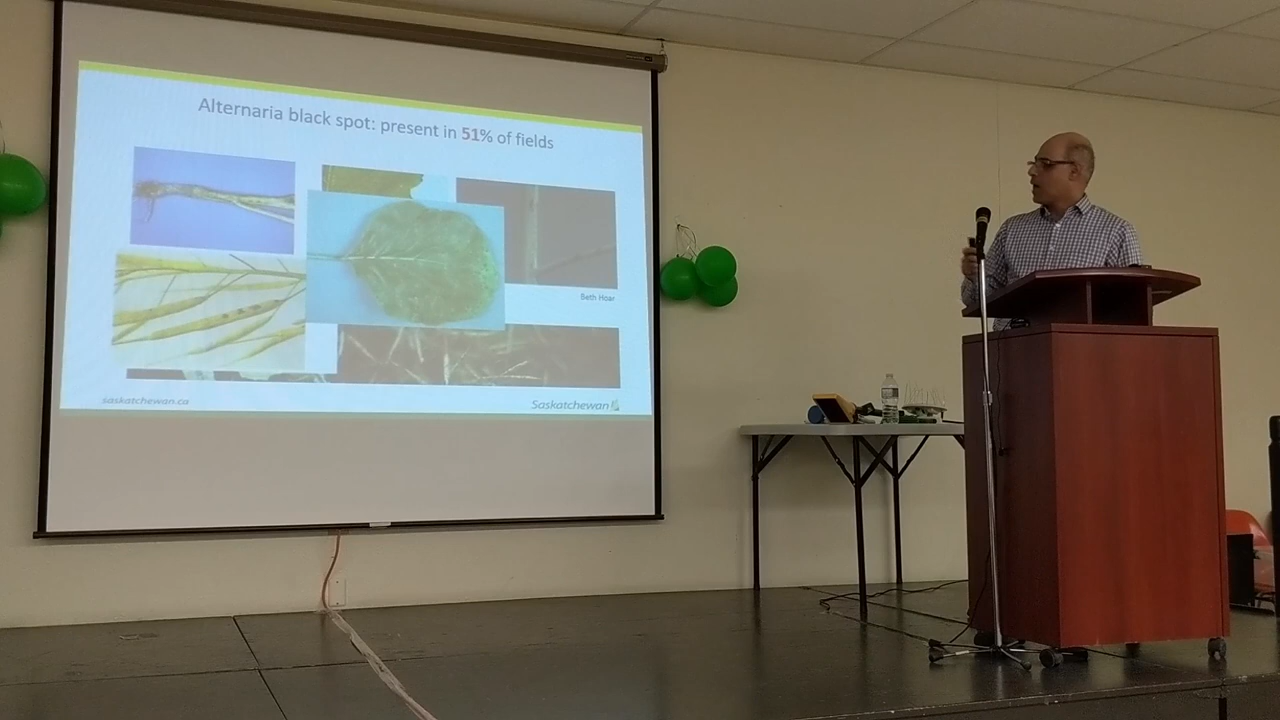 Alternaria black spot: present in 51% of fields
Beth Hoar
saskatchewan.ca
Saskatchewan